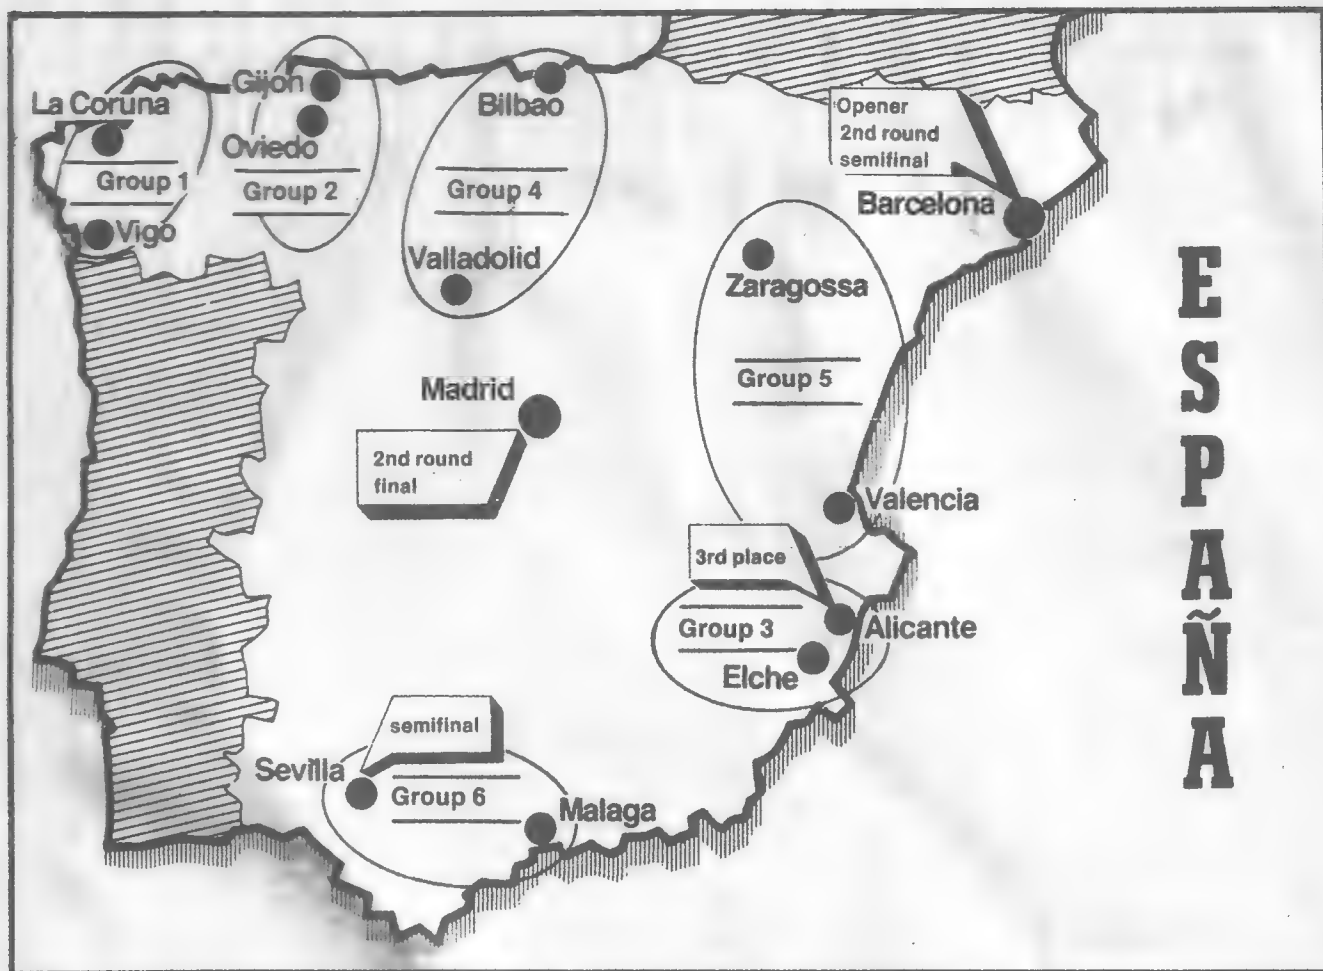 La Coruna
Group 1
Vigo
Gijon
Oviedo
Group 2
Bilbao
Group 4
Valladolid
Opener
2nd round
semifinal
Barcelona
Zaragossa
Group 5
Valencia
Madrid
2nd round
final
3rd place
Group 3
Alicante
Elche
semifinal
Sevilla
Group 6
Malaga
ESPAÑA